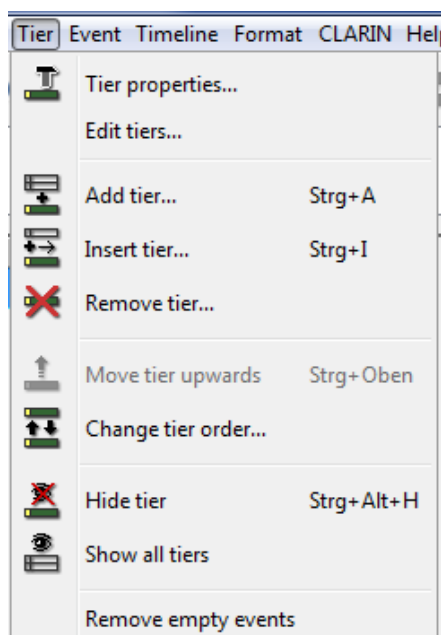 Tier Event Timeline Format CLARIN Hel
Tier properties...
Edit tiers...
Add tier... Strg+A
Insert tier... Strg+I
Remove tier...
Move tier upwards Strg+Oben
Change tier order...
Hide tier Strg+Alt+H
Show all tiers
Remove empty events